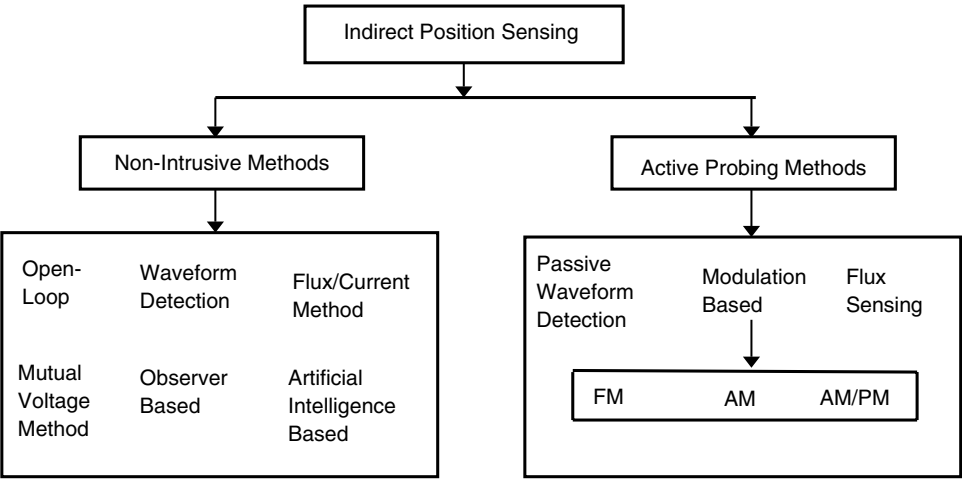 Indirect Position Sensing
Non-Intrusive Methods
Active Probing Methods
Open-
Loop
Waveform
Detection
Flux/Current
Method
Mutual
Voltage
Method
Observer
Based
Artificial
Intelligence
Based
Passive
Waveform
Detection
Modulation
Based
Flux
Sensing
FM
AM
AM/PM